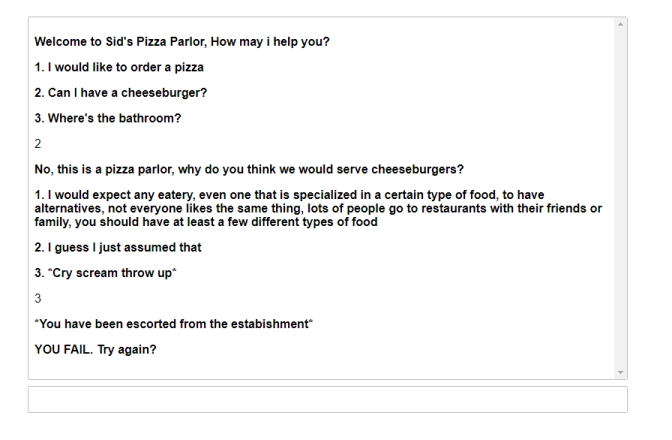 Welcome to Sid's Pizza Parlor, How may i help you?
1. I would like to order a pizza
2. Can I have a cheeseburger?
3. Where's the bathroom?
2
No, this is a pizza parlor, why do you think we would serve cheeseburgers?
1. I would expect any eatery, even one that is specialized in a certain type of food, to have
alternatives, not everyone likes the same thing, lots of people go to restaurants with their friends or
family, you should have at least a few different types of food
2. I guess I just assumed that
3. *Cry scream throw up*
3
*You have been escorted from the estabishment*
YOU FAIL. Try again?